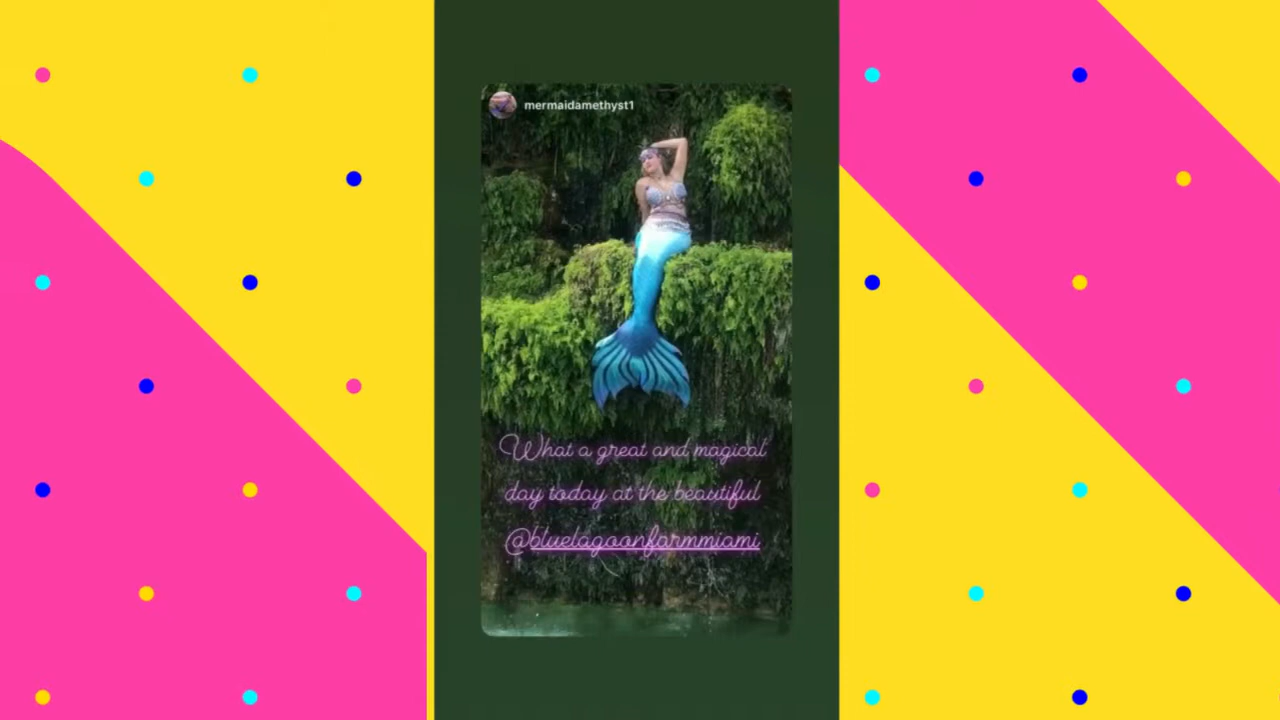 mermaidamethyst1
What a great and magical
day today at the beautiful
@bluelagoonfarmmiami